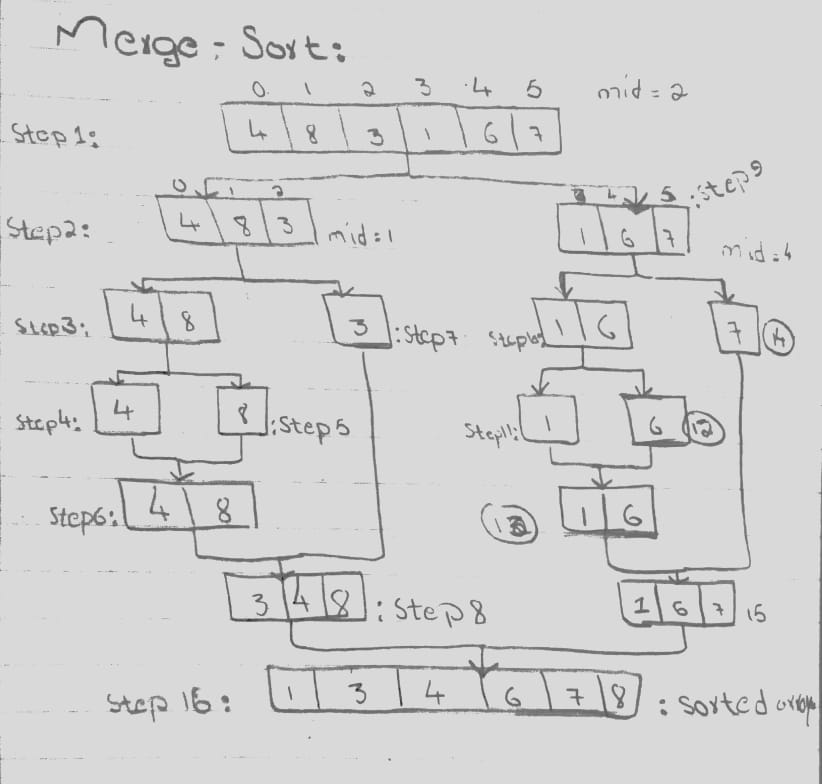 Merge - Sort:
0 1 2 3 4 5 mid = 2
Step 1: 4 8 3 1 6 7
0 1 2 3 4 5 : step 9
Step2: 4 8 3 mid=1 1 6 7 mid=4
Step3: 4 8 3 :Step7 Step10: 1 6 7 14
Step4: 4 8 :Step5 Step11: 1 6 12
Step6: 4 8 13 1 6
3 4 8 : Step 8 1 6 7 15
Step 16: 1 3 4 6 7 8 : sorted array